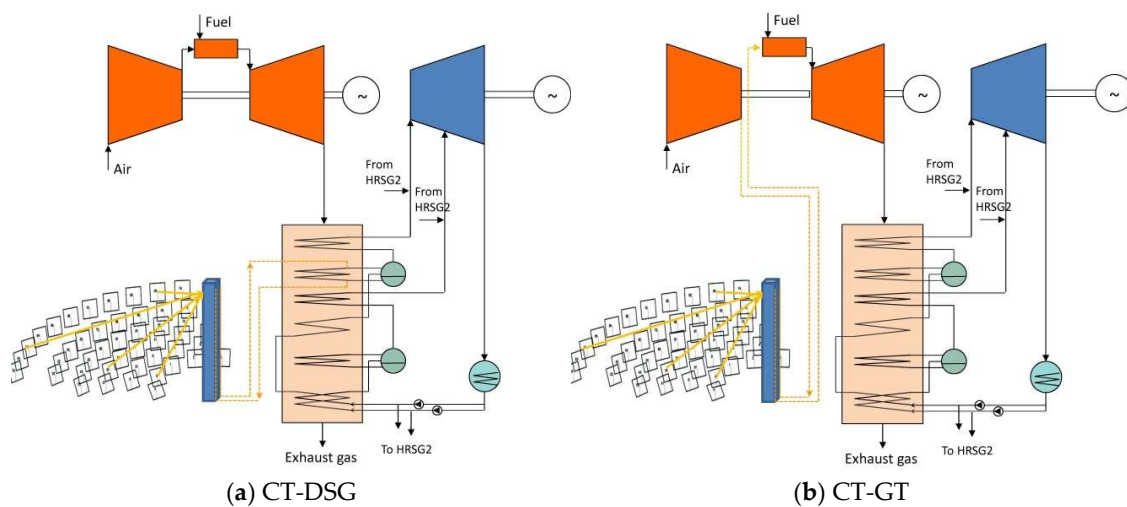 Fuel
~
~
Air
From
HRSG2
From
HRSG2
To HRSG2
Exhaust gas
(a) CT-DSG
Fuel
~
~
Air
From
HRSG2
From
HRSG2
To HRSG2
Exhaust gas
(b) CT-GT